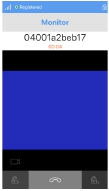 0 Registered
Monitor
04001a2beb17